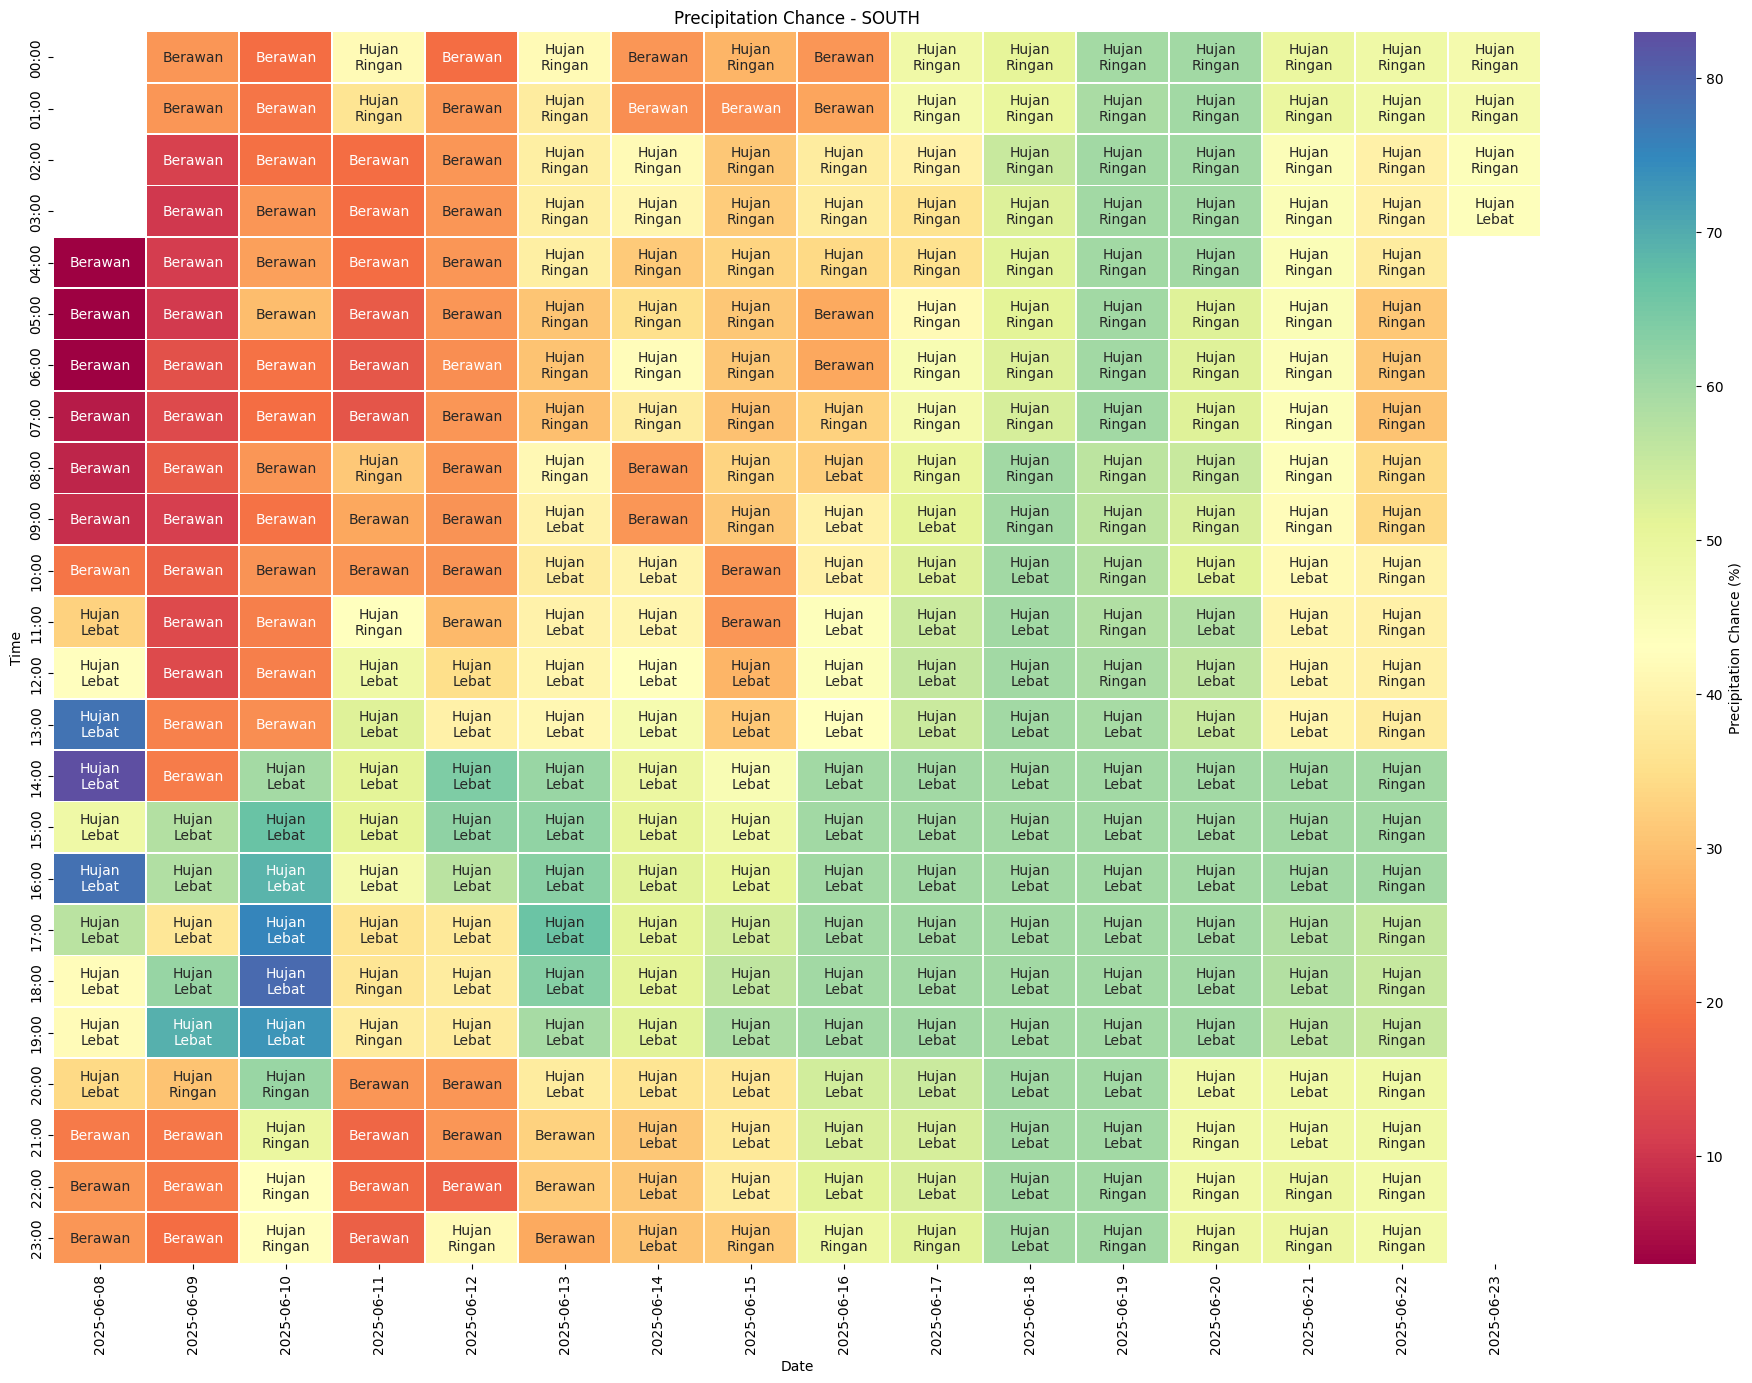 Precipitation Chance - SOUTH
00:00 Berawan Berawan Hujan Ringan Berawan Hujan Ringan Berawan Hujan Ringan Berawan Hujan Ringan Hujan Ringan Hujan Ringan Hujan Ringan Hujan Ringan Hujan Ringan Hujan Ringan
01:00 Berawan Berawan Hujan Ringan Berawan Hujan Ringan Berawan Berawan Berawan Hujan Ringan Hujan Ringan Hujan Ringan Hujan Ringan Hujan Ringan Hujan Ringan Hujan Ringan
02:00 Berawan Berawan Berawan Berawan Hujan Ringan Hujan Ringan Hujan Ringan Hujan Ringan Hujan Ringan Hujan Ringan Hujan Ringan Hujan Ringan Hujan Ringan Hujan Ringan Hujan Ringan
03:00 Berawan Berawan Berawan Berawan Hujan Ringan Hujan Ringan Hujan Ringan Hujan Ringan Hujan Ringan Hujan Ringan Hujan Ringan Hujan Ringan Hujan Ringan Hujan Ringan Hujan Lebat
04:00 Berawan Berawan Berawan Berawan Berawan Hujan Ringan Hujan Ringan Hujan Ringan Hujan Ringan Hujan Ringan Hujan Ringan Hujan Ringan Hujan Ringan Hujan Ringan Hujan Ringan
05:00 Berawan Berawan Berawan Berawan Berawan Hujan Ringan Hujan Ringan Hujan Ringan Berawan Hujan Ringan Hujan Ringan Hujan Ringan Hujan Ringan Hujan Ringan Hujan Ringan
06:00 Berawan Berawan Berawan Berawan Berawan Hujan Ringan Hujan Ringan Hujan Ringan Berawan Hujan Ringan Hujan Ringan Hujan Ringan Hujan Ringan Hujan Ringan Hujan Ringan
07:00 Berawan Berawan Berawan Berawan Berawan Hujan Ringan Hujan Ringan Hujan Ringan Hujan Ringan Hujan Ringan Hujan Ringan Hujan Ringan Hujan Ringan Hujan Ringan Hujan Ringan
08:00 Berawan Berawan Berawan Hujan Ringan Berawan Hujan Ringan Berawan Hujan Ringan Hujan Lebat Hujan Ringan Hujan Ringan Hujan Ringan Hujan Ringan Hujan Ringan Hujan Ringan
09:00 Berawan Berawan Berawan Berawan Berawan Hujan Lebat Berawan Hujan Ringan Hujan Lebat Hujan Lebat Hujan Ringan Hujan Ringan Hujan Ringan Hujan Ringan Hujan Ringan
10:00 Berawan Berawan Berawan Berawan Berawan Hujan Lebat Hujan Lebat Berawan Hujan Lebat Hujan Lebat Hujan Lebat Hujan Ringan Hujan Lebat Hujan Lebat Hujan Ringan
11:00 Hujan Lebat Berawan Berawan Hujan Ringan Berawan Hujan Lebat Hujan Lebat Berawan Hujan Lebat Hujan Lebat Hujan Lebat Hujan Ringan Hujan Lebat Hujan Lebat Hujan Ringan
12:00 Hujan Lebat Berawan Berawan Hujan Lebat Hujan Lebat Hujan Lebat Hujan Lebat Hujan Lebat Hujan Lebat Hujan Lebat Hujan Lebat Hujan Ringan Hujan Lebat Hujan Lebat Hujan Ringan
13:00 Hujan Lebat Berawan Berawan Hujan Lebat Hujan Lebat Hujan Lebat Hujan Lebat Hujan Lebat Hujan Lebat Hujan Lebat Hujan Lebat Hujan Lebat Hujan Lebat Hujan Lebat Hujan Ringan
14:00 Hujan Lebat Berawan Hujan Lebat Hujan Lebat Hujan Lebat Hujan Lebat Hujan Lebat Hujan Lebat Hujan Lebat Hujan Lebat Hujan Lebat Hujan Lebat Hujan Lebat Hujan Lebat Hujan Ringan
15:00 Hujan Lebat Hujan Lebat Hujan Lebat Hujan Lebat Hujan Lebat Hujan Lebat Hujan Lebat Hujan Lebat Hujan Lebat Hujan Lebat Hujan Lebat Hujan Lebat Hujan Lebat Hujan Lebat Hujan Ringan
16:00 Hujan Lebat Hujan Lebat Hujan Lebat Hujan Lebat Hujan Lebat Hujan Lebat Hujan Lebat Hujan Lebat Hujan Lebat Hujan Lebat Hujan Lebat Hujan Lebat Hujan Lebat Hujan Lebat Hujan Ringan
17:00 Hujan Lebat Hujan Lebat Hujan Lebat Hujan Lebat Hujan Lebat Hujan Lebat Hujan Lebat Hujan Lebat Hujan Lebat Hujan Lebat Hujan Lebat Hujan Lebat Hujan Lebat Hujan Lebat Hujan Ringan
18:00 Hujan Lebat Hujan Lebat Hujan Lebat Hujan Ringan Hujan Lebat Hujan Lebat Hujan Lebat Hujan Lebat Hujan Lebat Hujan Lebat Hujan Lebat Hujan Lebat Hujan Lebat Hujan Lebat Hujan Ringan
19:00 Hujan Lebat Hujan Lebat Hujan Lebat Hujan Ringan Hujan Lebat Hujan Lebat Hujan Lebat Hujan Lebat Hujan Lebat Hujan Lebat Hujan Lebat Hujan Lebat Hujan Lebat Hujan Lebat Hujan Ringan
20:00 Hujan Lebat Hujan Ringan Hujan Ringan Berawan Berawan Hujan Lebat Hujan Lebat Hujan Lebat Hujan Lebat Hujan Lebat Hujan Lebat Hujan Lebat Hujan Lebat Hujan Lebat Hujan Ringan
21:00 Berawan Berawan Hujan Ringan Berawan Berawan Berawan Hujan Lebat Hujan Lebat Hujan Lebat Hujan Lebat Hujan Lebat Hujan Lebat Hujan Ringan Hujan Lebat Hujan Ringan
22:00 Berawan Berawan Hujan Ringan Berawan Berawan Berawan Hujan Lebat Hujan Lebat Hujan Lebat Hujan Lebat Hujan Lebat Hujan Ringan Hujan Ringan Hujan Ringan Hujan Ringan
23:00 Berawan Berawan Hujan Ringan Berawan Hujan Ringan Berawan Hujan Lebat Hujan Ringan Hujan Ringan Hujan Ringan Hujan Lebat Hujan Ringan Hujan Ringan Hujan Ringan Hujan Ringan
Time
2025-06-08 2025-06-09 2025-06-10 2025-06-11 2025-06-12 2025-06-13 2025-06-14 2025-06-15 2025-06-16 2025-06-17 2025-06-18 2025-06-19 2025-06-20 2025-06-21 2025-06-22 2025-06-23
Date
80
70
60
50
40
30
20
10
Precipitation Chance (%)